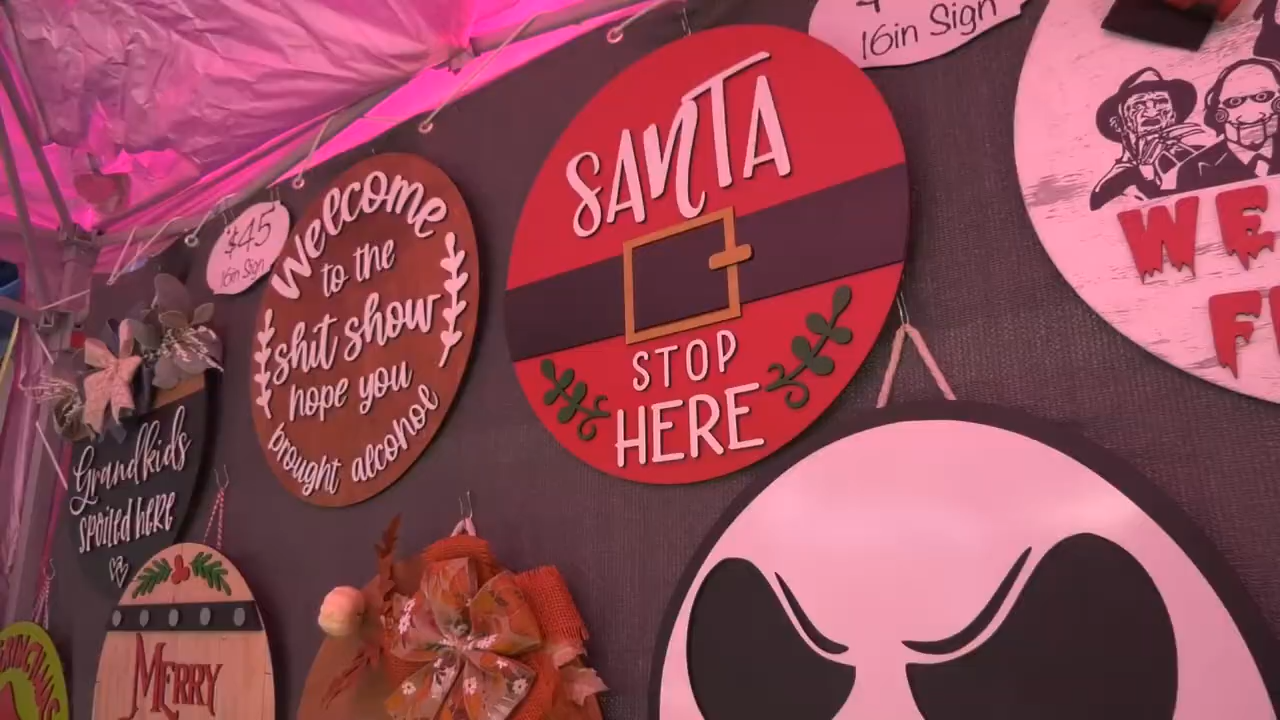 16in Sign
$45
16in Sign
Welcome
to the
shit show
hope you
brought alcohol
SANTA
STOP
HERE
WE
F
Grandkids
spoiled here
MERRY